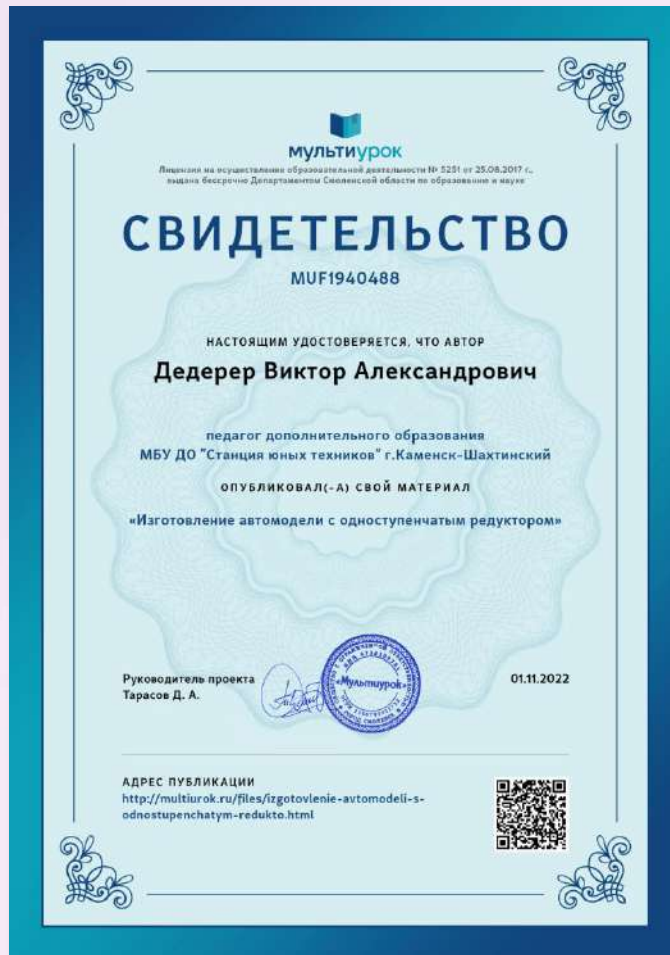 мультиурок
Лицензия на осуществление образовательной деятельности № 5251 от 25.08.2017 г.,
выдана бессрочно Департаментом Смоленской области по образованию и науке
СВИДЕТЕЛЬСТВО
MUF1940488
НАСТОЯЩИМ УДОСТОВЕРЯЕТСЯ, ЧТО АВТОР
Дедерер Виктор Александрович
педагог дополнительного образования
МБУ ДО "Станция юных техников" г.Каменск-Шахтинский
ОПУБЛИКОВАЛ(-А) СВОЙ МАТЕРИАЛ
«Изготовление автомодели с одноступенчатым редуктором»
Руководитель проекта
Тарасов Д. А.
«Мультиурок»
01.11.2022
АДРЕС ПУБЛИКАЦИИ
http://multiurok.ru/files/izgotovlenie-avtomodeli-s-
odnostupenchatym-redukto.html